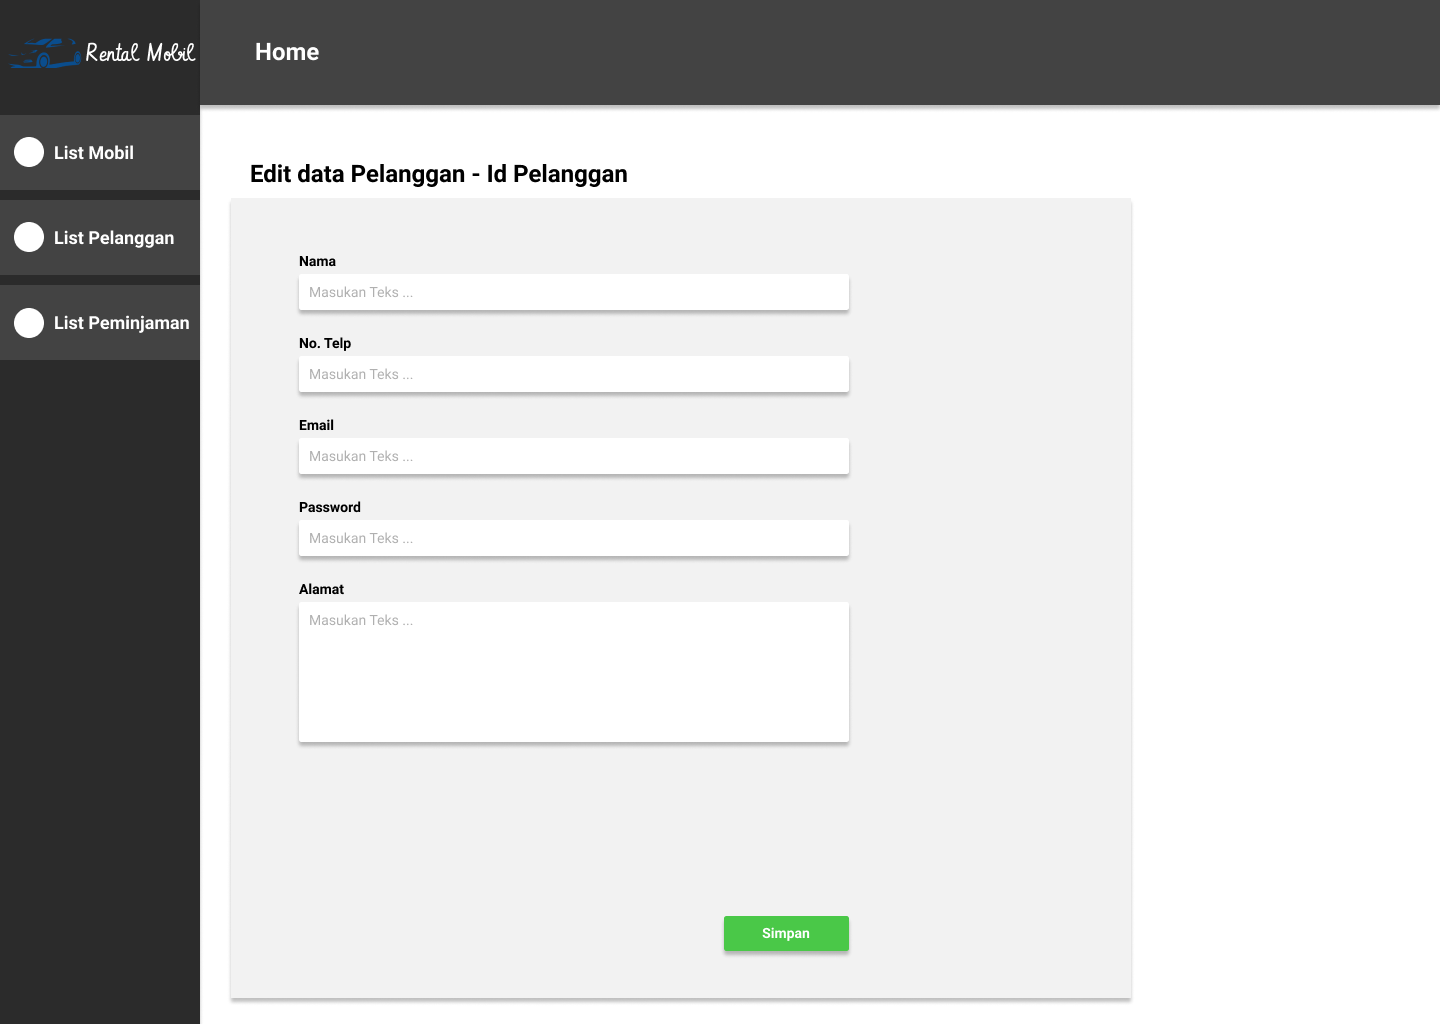 Rental Mobil
Home
List Mobil
List Pelanggan
List Peminjaman
Edit data Pelanggan - Id Pelanggan
Nama
Masukan Teks ...
No. Telp
Masukan Teks ...
Email
Masukan Teks ...
Password
Masukan Teks ...
Alamat
Masukan Teks ...
Simpan